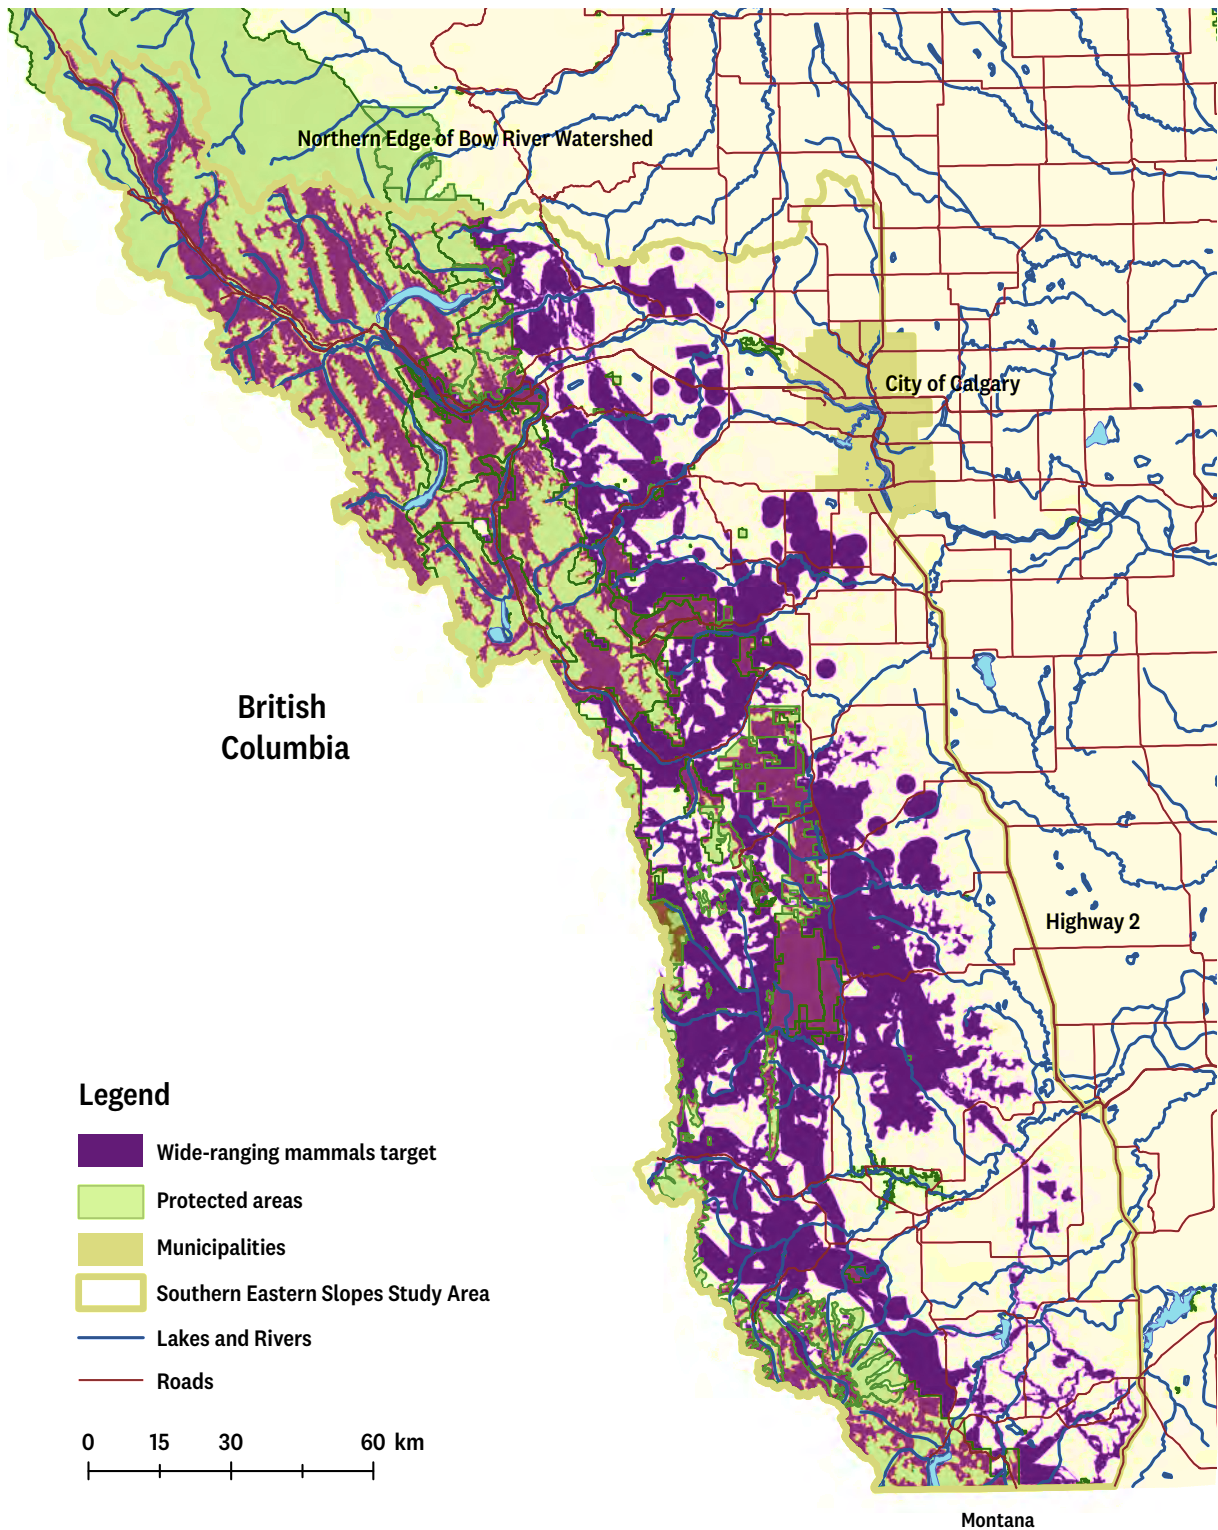 Northern Edge of Bow River Watershed
City of Calgary
British
Columbia
Highway 2
Legend
Wide-ranging mammals target
Protected areas
Municipalities
Southern Eastern Slopes Study Area
Lakes and Rivers
Roads
0 15 30 60 km
Montana